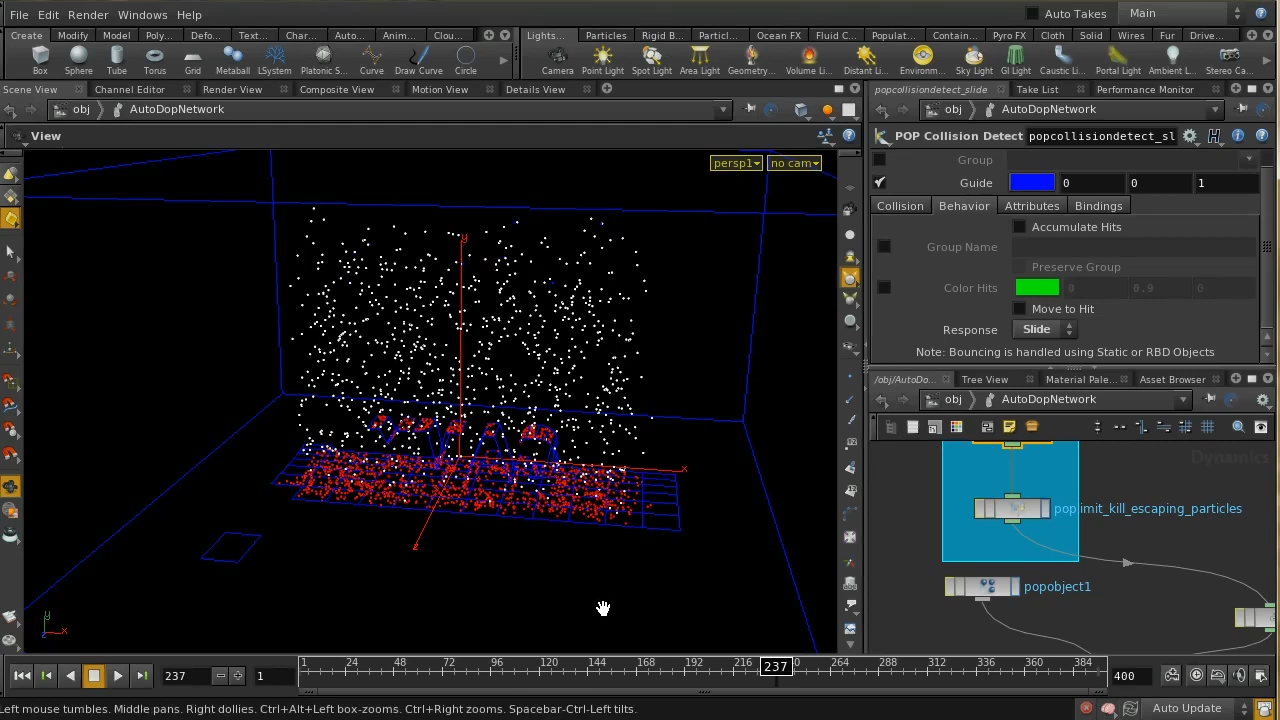 File Edit Render Windows Help Auto Takes Main
Create Modify Model Poly... Defo... Text... Char... Auto... Anim... Clou... Lights... Particles Rigid B... Particl... Ocean FX Fluid C... Populat... Contain... Pyro FX Cloth Solid Wires Fur Drive...
Box Sphere Tube Torus Grid Metaball LSystem Platonic S... Curve Draw Curve Circle Camera Point Light Spot Light Area Light Geometry... Volume Li... Distant Li... Environm... Sky Light GI Light Caustic Li... Portal Light Ambient L... Stereo Ca...
Scene View Channel Editor Render View Composite View Motion View Details View popcollisiondetect_slide Take List Performance Monitor
obj AutoDopNetwork obj AutoDopNetwork
View POP Collision Detect popcollisiondetect_sl
persp1 no cam
Group
Guide 0 0 1
Collision Behavior Attributes Bindings
Accumulate Hits
Group Name
Preserve Group
Color Hits 0 0.9 0
Move to Hit
Response Slide
Note: Bouncing is handled using Static or RBD Objects
/obj/AutoDo... Tree View Material Pale... Asset Browser
obj AutoDopNetwork
Dynamics
y
x
z
poplimit_kill_escaping_particles
popobject1
y
x
z
237 1 1 24 48 72 96 120 144 168 192 216 237 264 288 312 336 360 384 400
Left mouse tumbles. Middle pans. Right dollies. Ctrl+Alt+Left box-zooms. Ctrl+Right zooms. Spacebar-Ctrl-Left tilts. Auto Update